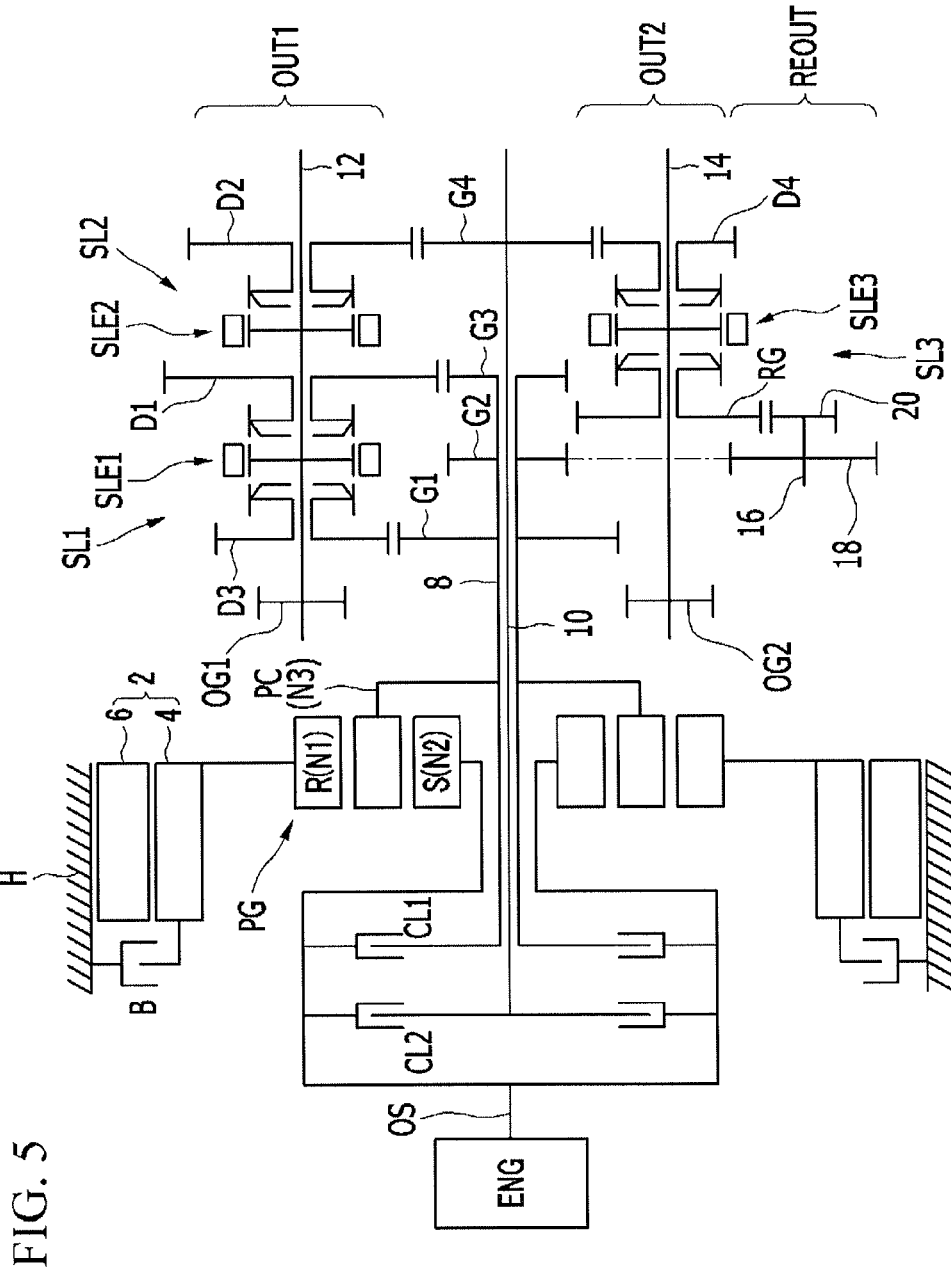 FIG. 5
H
6
2
4
B
PG
R(N1)
PC
(N3)
S(N2)
CL1
CL2
OS
ENG
OG1
D3
SL1
SLE1
D1
SLE2
SL2
D2
12
OUT1
8
10
G1
G2
G3
G4
OG2
16
18
20
RG
SL3
SLE3
D4
14
OUT2
REOUT